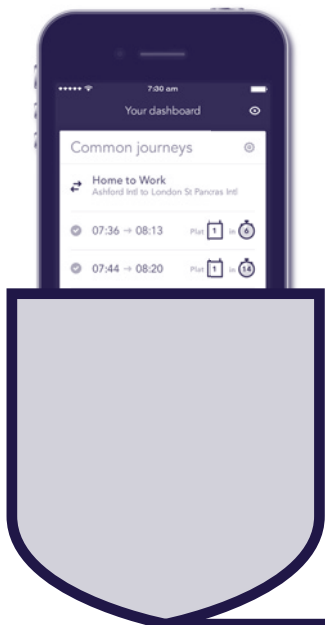 7:30 am
Your dashboard
Common journeys
Home to Work
Ashford Intl to London St Pancras Intl
07:36 → 08:13 Plat 1 in 6
07:44 → 08:20 Plat 1 in 14